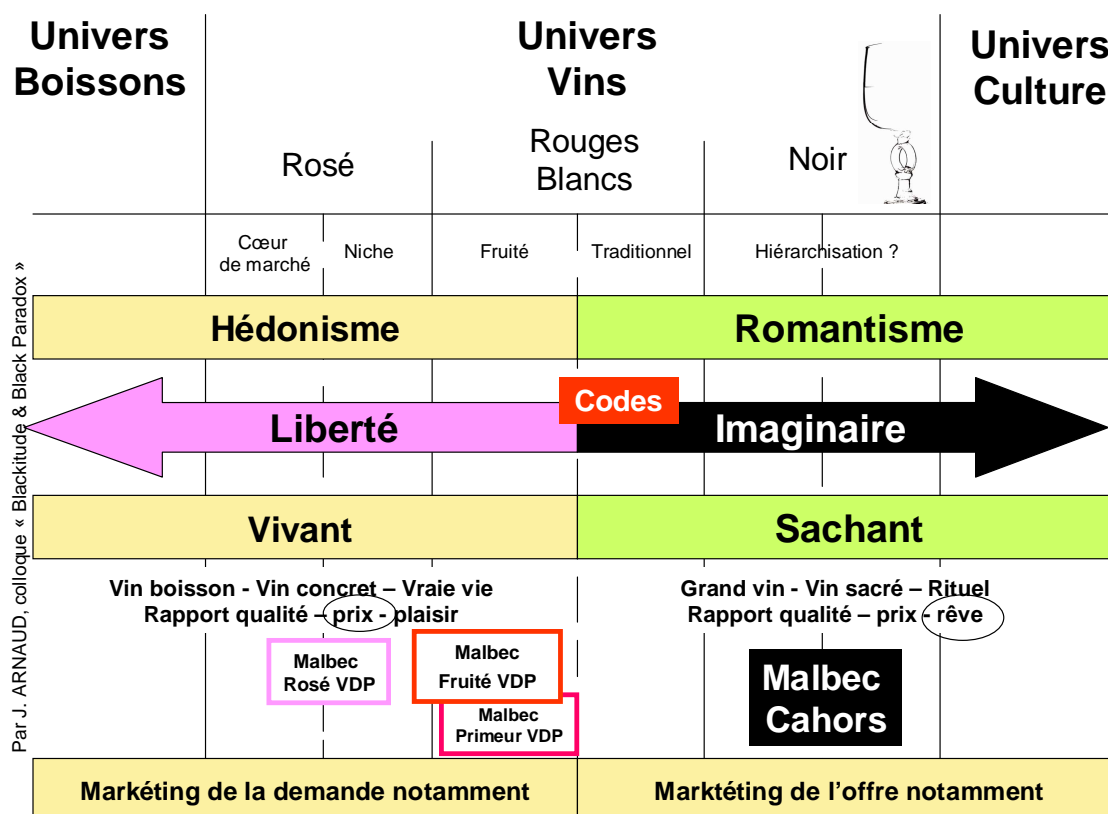 Univers
Boissons
Univers
Vins
Univers
Culture
Rosé
Rouges
Blancs
Noir
Cœur
de marché
Niche
Fruité
Traditionnel
Hiérarchisation ?
Hédonisme
Romantisme
Codes
Liberté
Imaginaire
Vivant
Sachant
Vin boisson - Vin concret – Vraie vie
Rapport qualité – prix - plaisir
Grand vin - Vin sacré – Rituel
Rapport qualité – prix - rêve
Malbec
Rosé VDP
Malbec
Fruité VDP
Malbec
Primeur VDP
Malbec
Cahors
Markéting de la demande notamment
Marktéting de l'offre notamment
Par J. ARNAUD, colloque « Blackitude & Black Paradox »